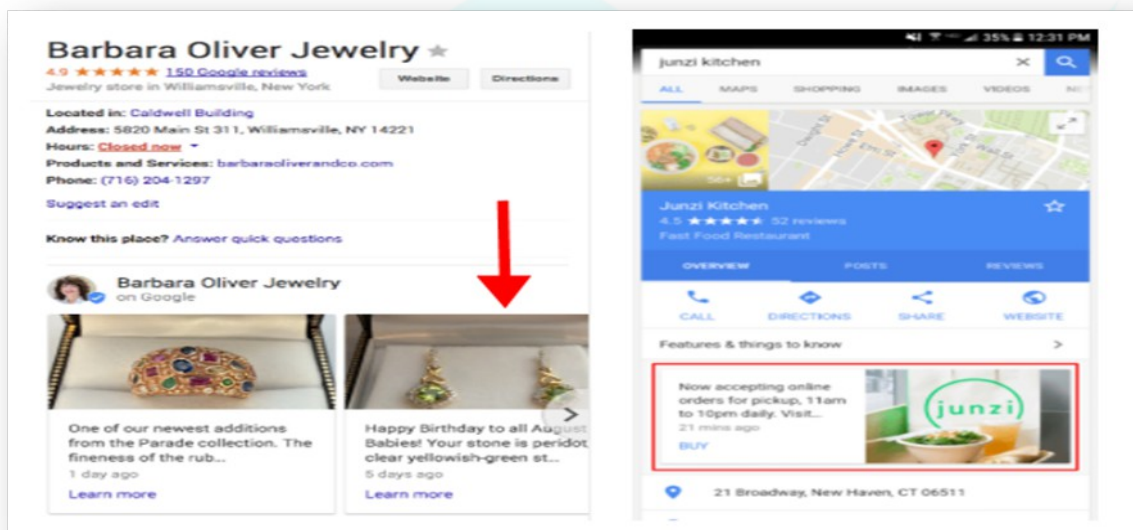 Barbara Oliver Jewelry
4.9 ★★★★★ 150 Google reviews
Jewelry store in Williamsville, New York
Website
Directions
Located in: Caldwell Building
Address: 5820 Main St 311, Williamsville, NY 14221
Hours: Closed now
Products and Services: barbaraoliverandco.com
Phone: (716) 204-1297
Suggest an edit
Know this place? Answer quick questions
Barbara Oliver Jewelry
on Google
One of our newest additions
from the Parade collection. The
fineness of the rub...
1 day ago
Learn more
Happy Birthday to all August
Babies! Your stone is peridot
clear yellowish-green st...
5 days ago
Learn more
35% 12:31 PM
junzi kitchen
ALL MAPS SHOPPING IMAGES VIDEOS NE
56+
Junzi Kitchen
4.5 ★★★★★ 52 reviews
Fast Food Restaurant
OVERVIEW POSTS REVIEWS
CALL DIRECTIONS SHARE WEBSITE
Features & things to know
Now accepting online
orders for pickup, 11am
to 10pm daily. Visit...
21 mins ago
BUY
junzi
21 Broadway, New Haven, CT 06511